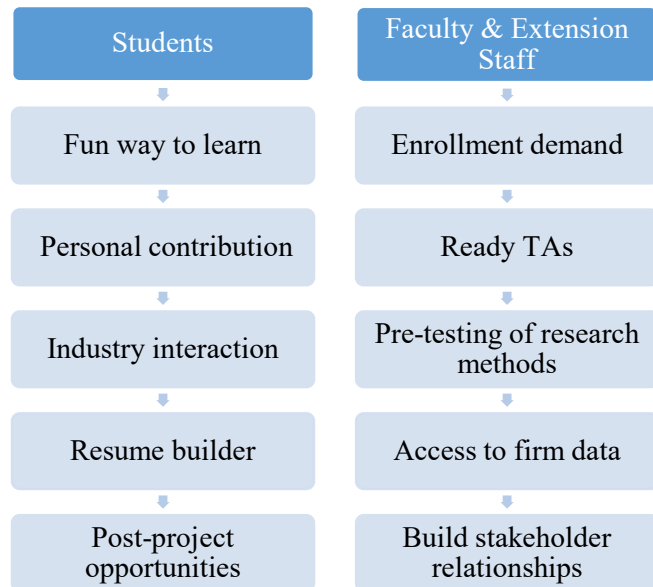 Students
Fun way to learn
Personal contribution
Industry interaction
Resume builder
Post-project
opportunities
Faculty & Extension
Staff
Enrollment demand
Ready TAs
Pre-testing of research
methods
Access to firm data
Build stakeholder
relationships